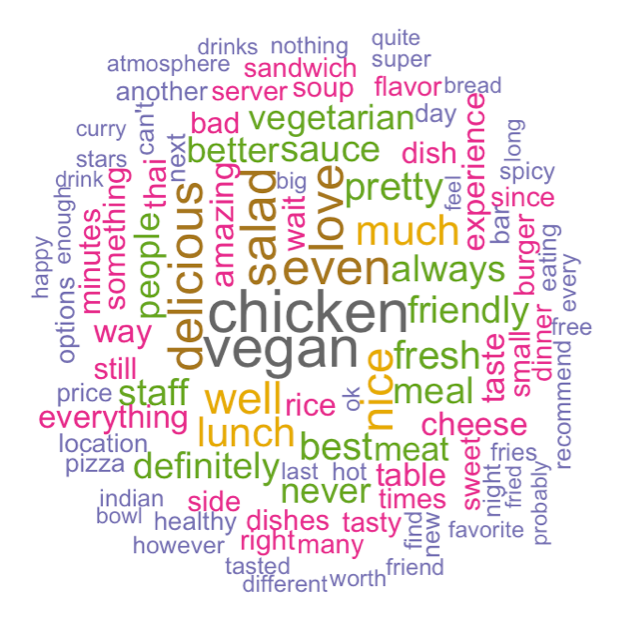 drinks
nothing
quite
atmosphere
sandwich
super
another
server
soup
flavor
bread
curry
can't
bad
vegetarian
day
experience
long
stars
next
better
sauce
dish
drink
thai
amazing
salad
big
love
pretty
feel
spicy
enough
something
delicious
wait
since
happy
minutes
people
much
bar
burger
eating
every
options
even
always
way
chicken
friendly
free
still
vegan
fresh
taste
small
dinner
price
staff
well
rice
ok
nice
meal
recommend
everything
lunch
cheese
location
best
meat
sweet
fries
pizza
definitely
last
hot
table
night
fried
probably
indian
side
never
times
bowl
healthy
dishes
tasty
find
new
favorite
however
right
many
tasted
different
worth
friend